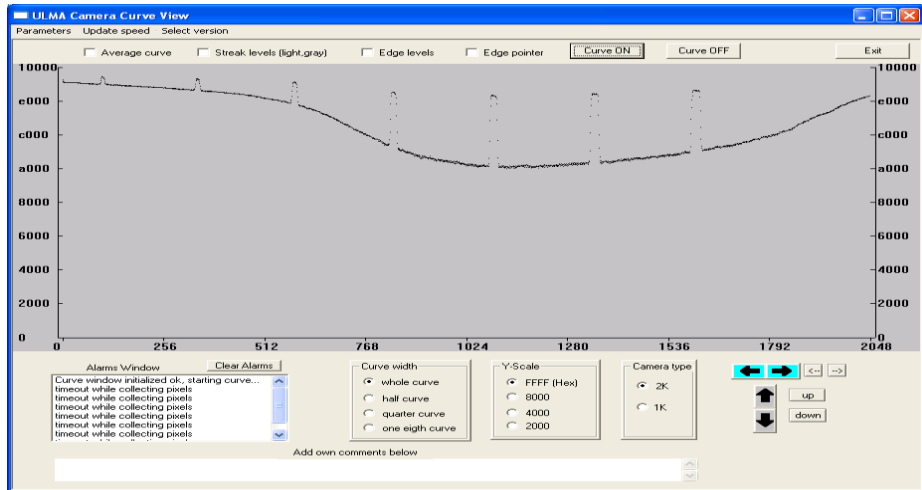 ULMA Camera Curve View
Parameters Update speed Select version
Average curve Streak levels (light,gray) Edge levels Edge pointer Curve ON Curve OFF Exit
10000 10000
e000 e000
c000 c000
a000 a000
8000 8000
6000 6000
4000 4000
2000 2000
0 0
0 256 512 768 1024 1280 1536 1792 2048
Alarms Window Clear Alarms
Curve window initialized ok, starting curve...
timeout while collecting pixels
timeout while collecting pixels
timeout while collecting pixels
timeout while collecting pixels
timeout while collecting pixels
Curve width
whole curve
half curve
quarter curve
one eigth curve
Y-Scale
FFFF (Hex)
8000
4000
2000
Camera type
2K
1K
<-- -->
up
down
Add own comments below